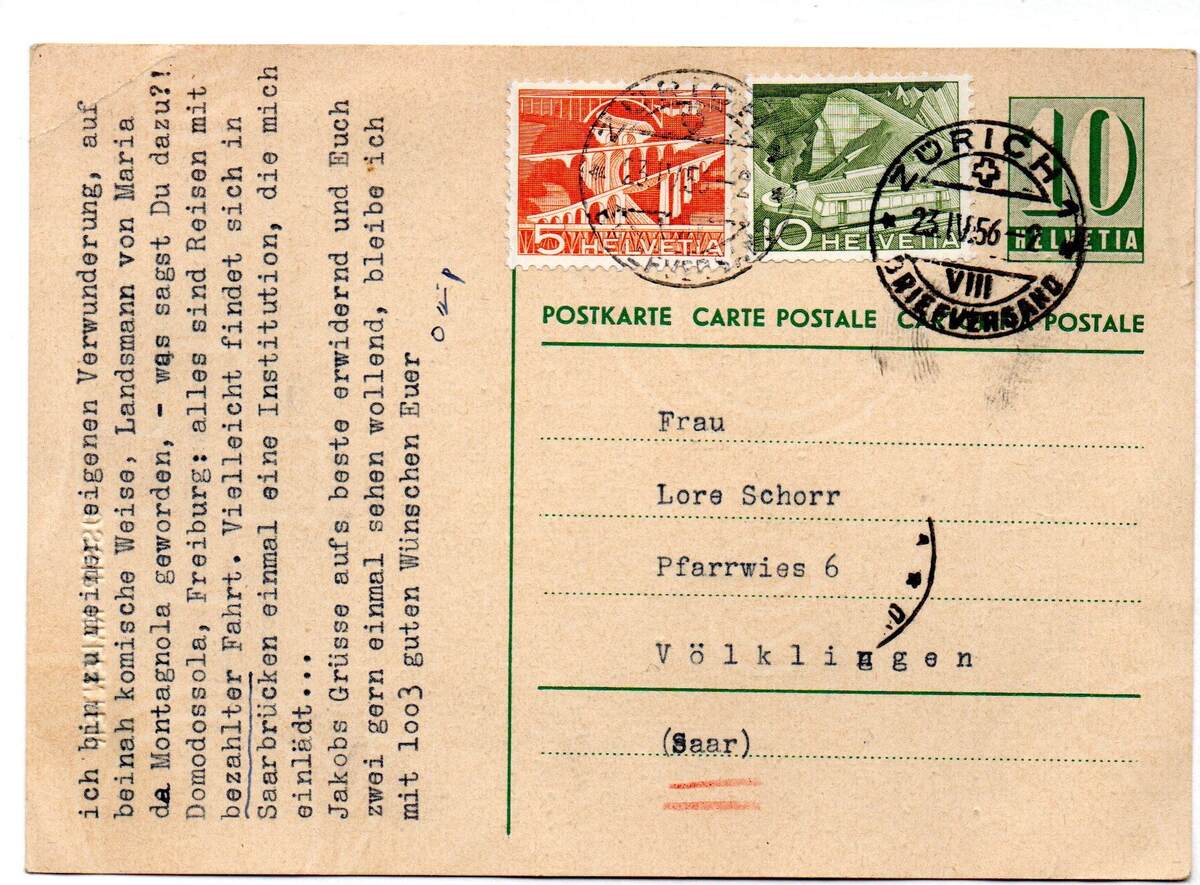 ich bin zu meiner eigenen Verwunderung, auf
beinah komische Weise, Landsmann von Maria
da Montagnola geworden, - was sagst Du dazu?!
Domodossola, Freiburg: alles sind Reisen mit
bezahlter Fahrt. Vielleicht findet sich in
Saarbrücken einmal eine Institution, die mich
einlädt...
Jakobs Grüsse aufs beste erwidernd und Euch
zwei gern einmal sehen wollend, bleibe ich
mit loo3 guten Wünschen Euer
5 HELVETIA
10 HELVETIA
ZÜRICH 1
23.IV.56
VIII
BRIEFVERSAND
10
HELVETIA
POSTKARTE CARTE POSTALE POSTALE
Frau
Lore Schorr
Pfarrwies 6
Völklingen
(Saar)